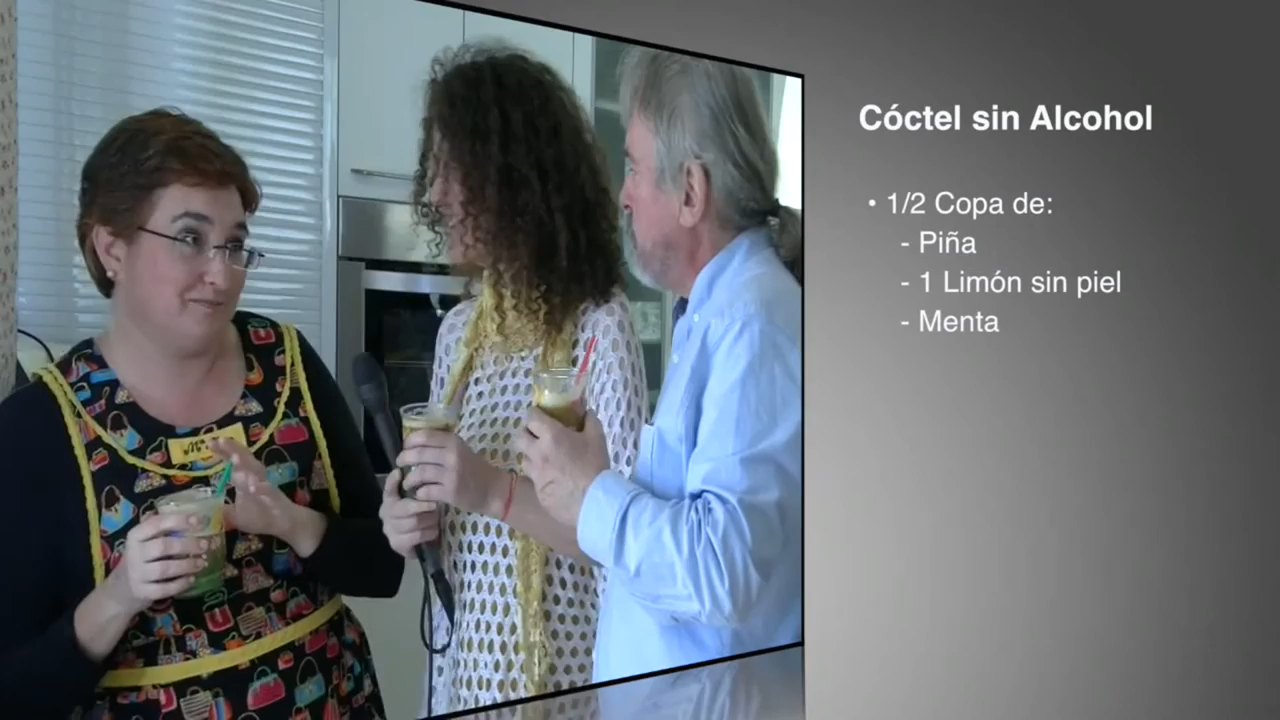 Cóctel sin Alcohol
• 1/2 Copa de:
- Piña
- 1 Limón sin piel
- Menta